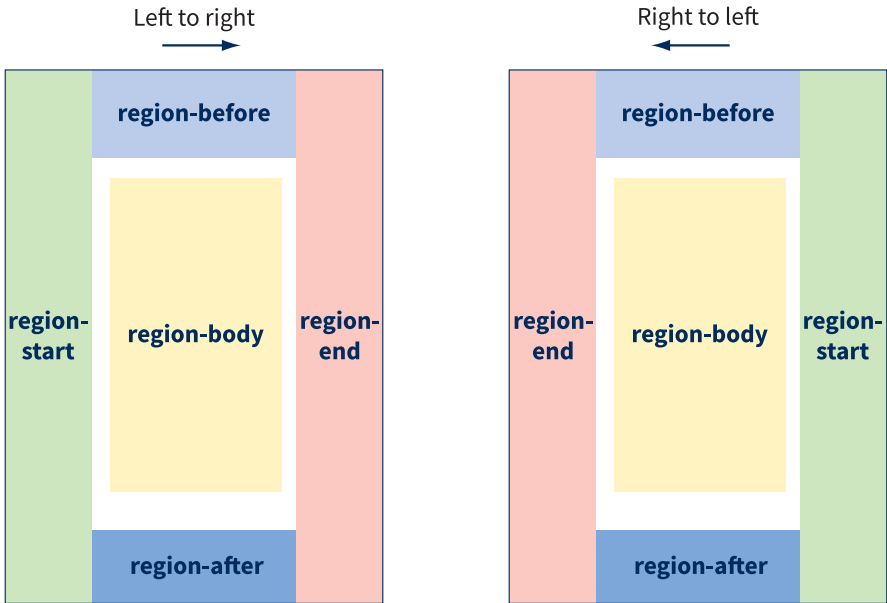 Left to right
region-before
region-
start
region-body
region-
end
region-after
Right to left
region-before
region-
end
region-body
region-
start
region-after